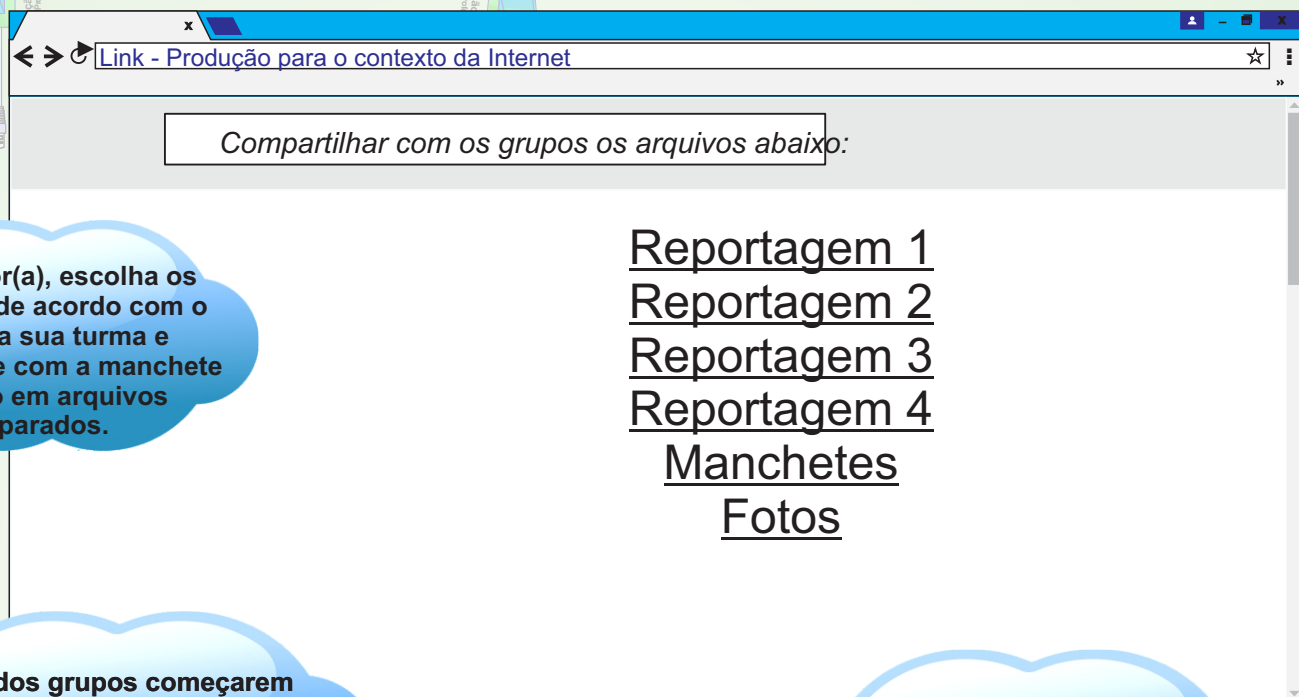 x
x
Link - Produção para o contexto da Internet
»
Compartilhar com os grupos os arquivos abaixo:
r(a), escolha os
de acordo com o
a sua turma e
e com a manchete
o em arquivos
parados.
Reportagem 1
Reportagem 2
Reportagem 3
Reportagem 4
Manchetes
Fotos
dos grupos começarem